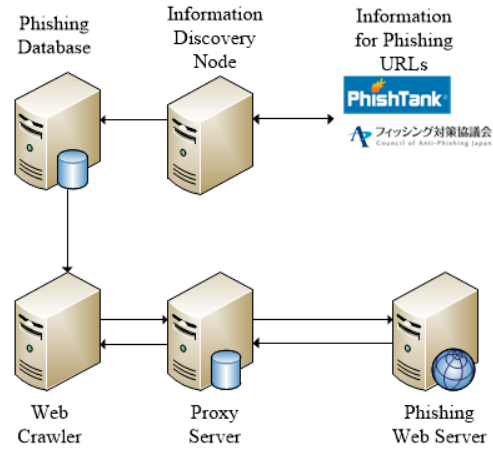 Phishing
Database
Information
Discovery
Node
Information
for Phishing
URLs
PhishTank
フィッシング対策協議会
Council of Anti-Phishing Japan
Web
Crawler
Proxy
Server
Phishing
Web Server